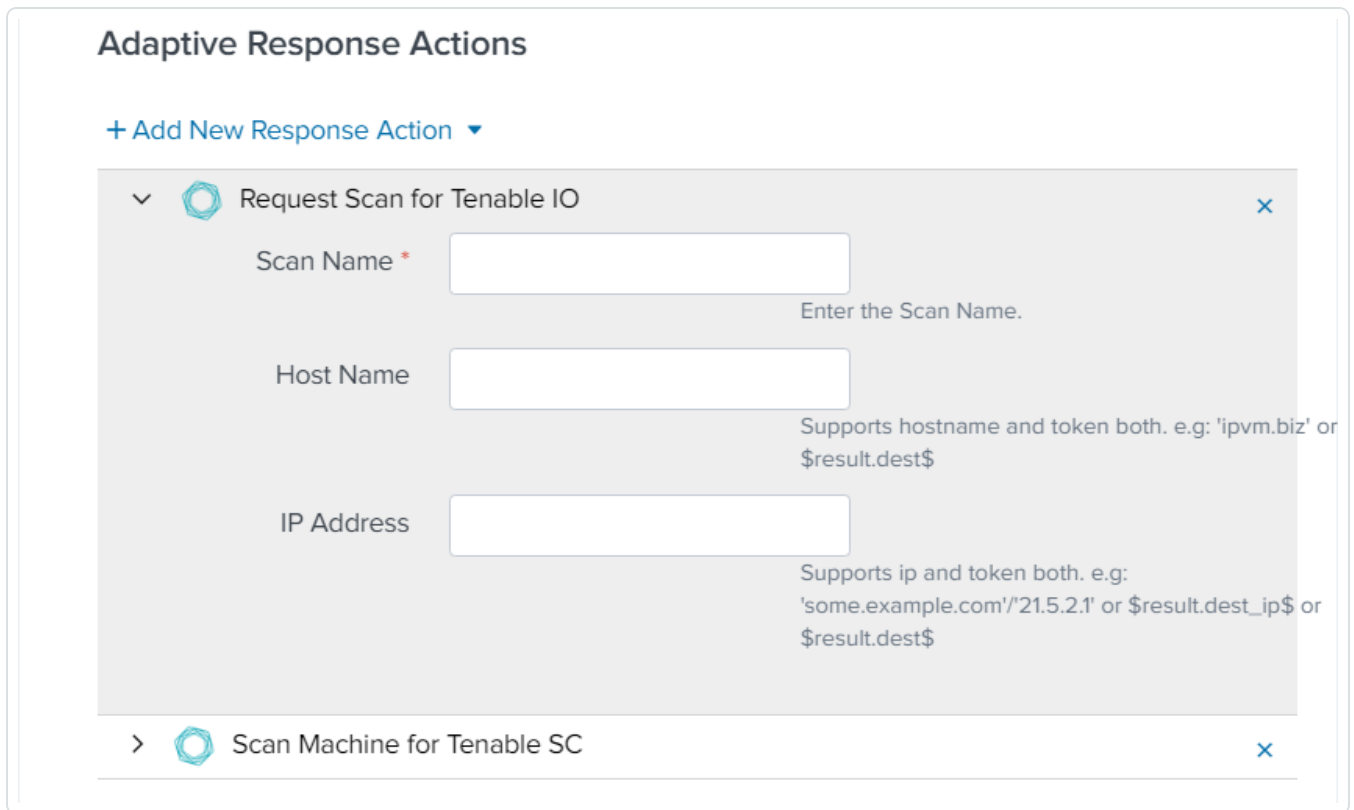 Adaptive Response Actions
+ Add New Response Action
Request Scan for Tenable IO
Scan Name *
Enter the Scan Name.
Host Name
Supports hostname and token both. e.g: 'ipvm.biz' or
$result.dest$
IP Address
Supports ip and token both. e.g:
'some.example.com'/'21.5.2.1' or $result.dest_ip$ or
$result.dest$
Scan Machine for Tenable SC